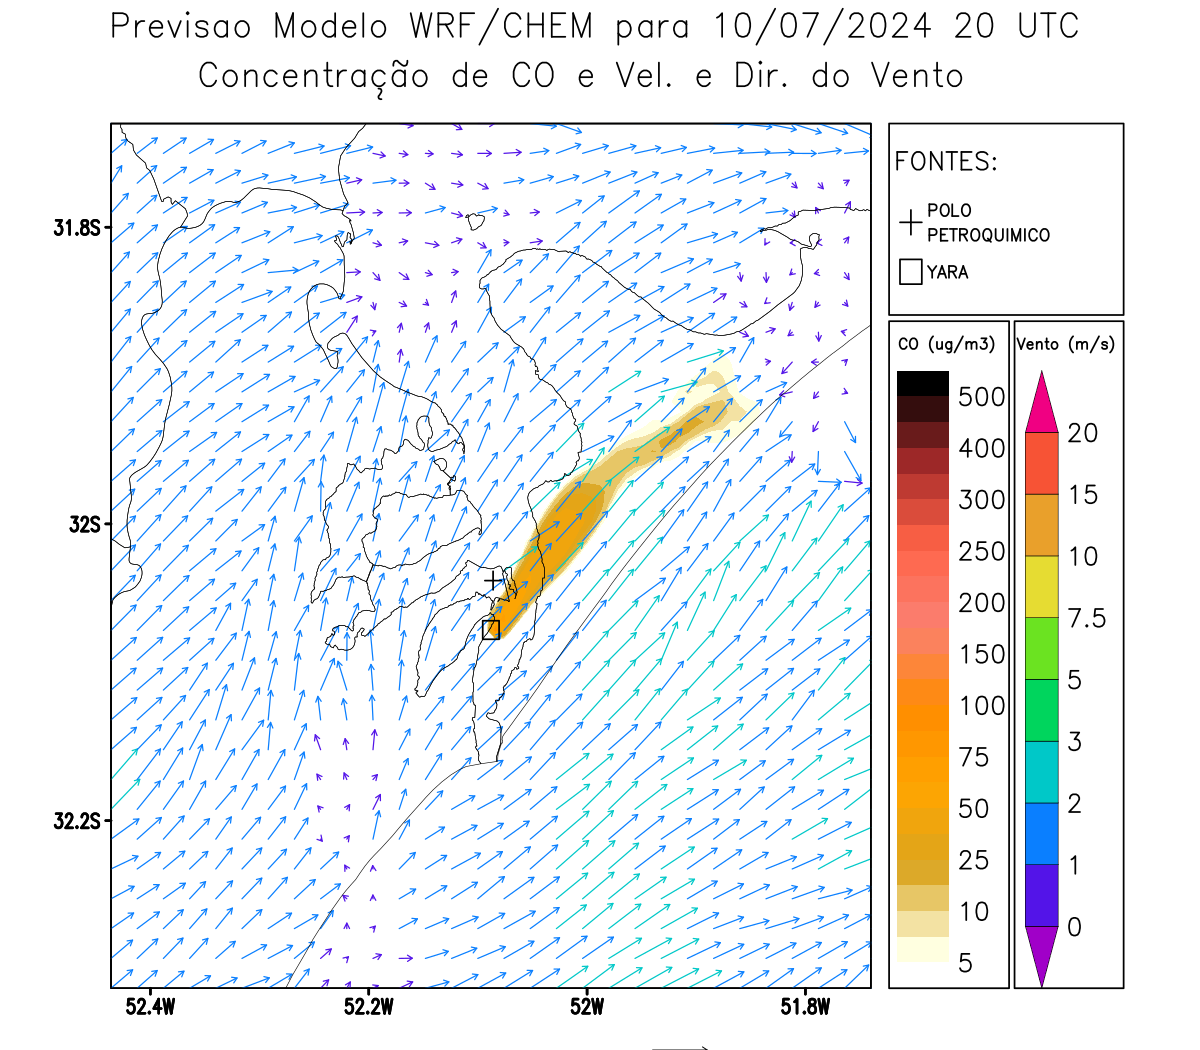 Previsao Modelo WRF/CHEM para 10/07/2024 20 UTC
Concentração de CO e Vel. e Dir. do Vento
FONTES:
POLO
PETROQUIMICO
YARA
CO (ug/m3)
500
400
300
250
200
150
100
75
50
25
10
5
Vento (m/s)
20
15
10
7.5
5
3
2
1
0
31.8S
32S
32.2S
52.4W
52.2W
52W
51.8W